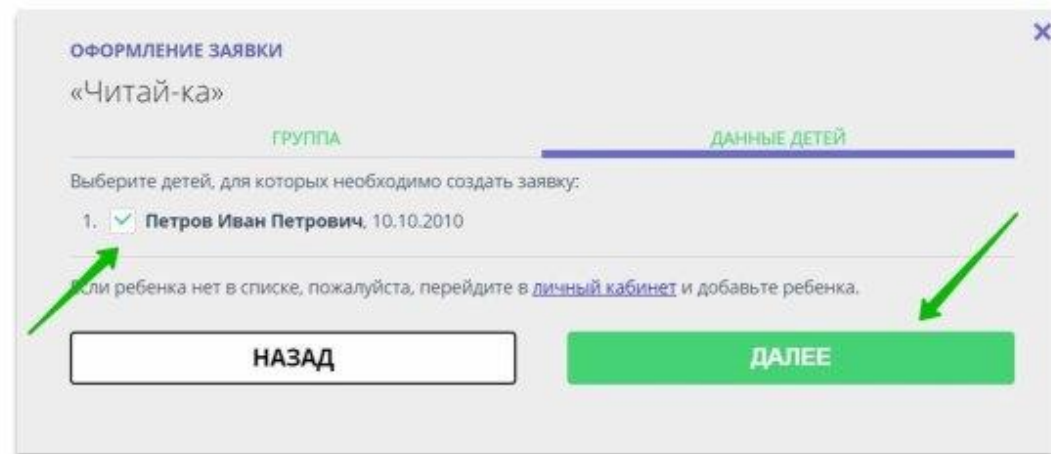 ОФОРМЛЕНИЕ ЗАЯВКИ
«Читай-ка»
ГРУППА
ДАННЫЕ ДЕТЕЙ
Выберите детей, для которых необходимо создать заявку:
1. Петров Иван Петрович, 10.10.2010
Если ребенка нет в списке, пожалуйста, перейдите в личный кабинет и добавьте ребенка.
НАЗАД
ДАЛЕЕ